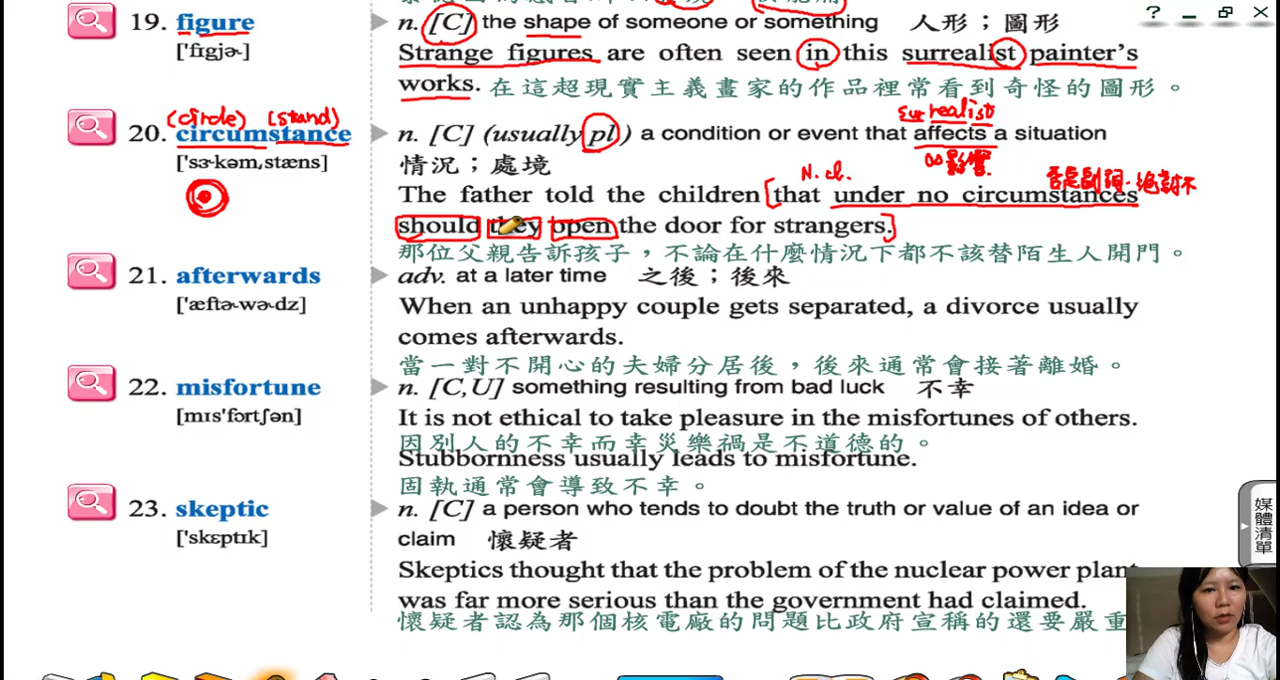 19. figure
['fɪgjɚ]
n. [C] the shape of someone or something 人形；圖形
Strange figures are often seen in this surrealist painter's
works. 在這超現實主義畫家的作品裡常看到奇怪的圖形。
(circle) (stand)
surrealist
20. circumstance
['sɝkəm,stæns]
n. [C] (usually pl) a condition or event that affects a situation
影響
情況；處境
N. cl.
否定副詞. 絕對不
The father told the children [that under no circumstances
should they open the door for strangers.]
那位父親告訴孩子，不論在什麼情況下都不該替陌生人開門。
21. afterwards
['æftɚwɚdz]
adv. at a later time 之後；後來
When an unhappy couple gets separated, a divorce usually
comes afterwards.
當一對不開心的夫婦分居後，後來通常會接著離婚。
22. misfortune
[mɪs'fɔrtʃən]
n. [C,U] something resulting from bad luck 不幸
It is not ethical to take pleasure in the misfortunes of others.
因別人的不幸而幸災樂禍是不道德的。
Stubbornness usually leads to misfortune.
固執通常會導致不幸。
23. skeptic
['skɛptɪk]
n. [C] a person who tends to doubt the truth or value of an idea or
claim 懷疑者
Skeptics thought that the problem of the nuclear power plant
was far more serious than the government had claimed.
懷疑者認為那個核電廠的問題比政府宣稱的還要嚴重
媒體清單